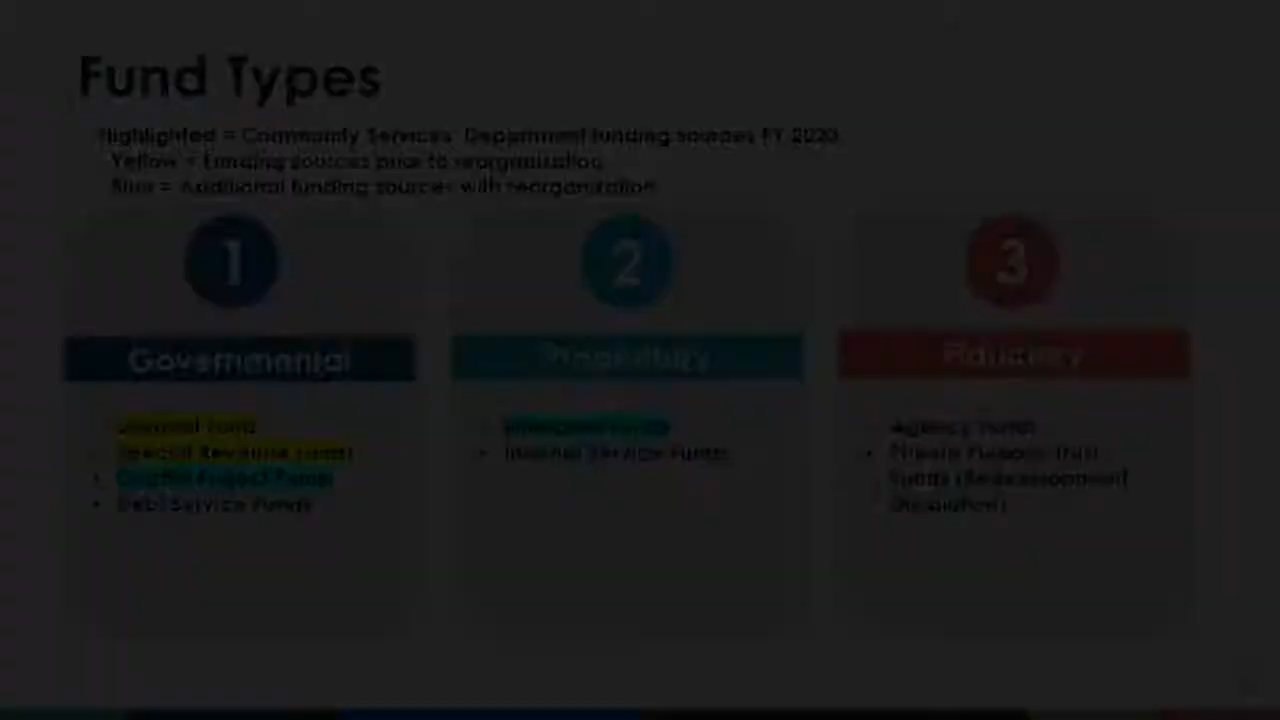 Fund Types
Highlighted = Community Services Department funding sources FY 2020
Yellow = Funding sources prior to reorganization
Blue = Additional funding sources with reorganization
1
2
3
Governmental
Proprietary
Fiduciary
General Fund
Special Revenue Funds
Capital Project Funds
• Debt Service Funds
Enterprise Funds
• Internal Service Funds
Agency Funds
• Private Purpose Trust
Funds (Redevelopment
Dissolution)